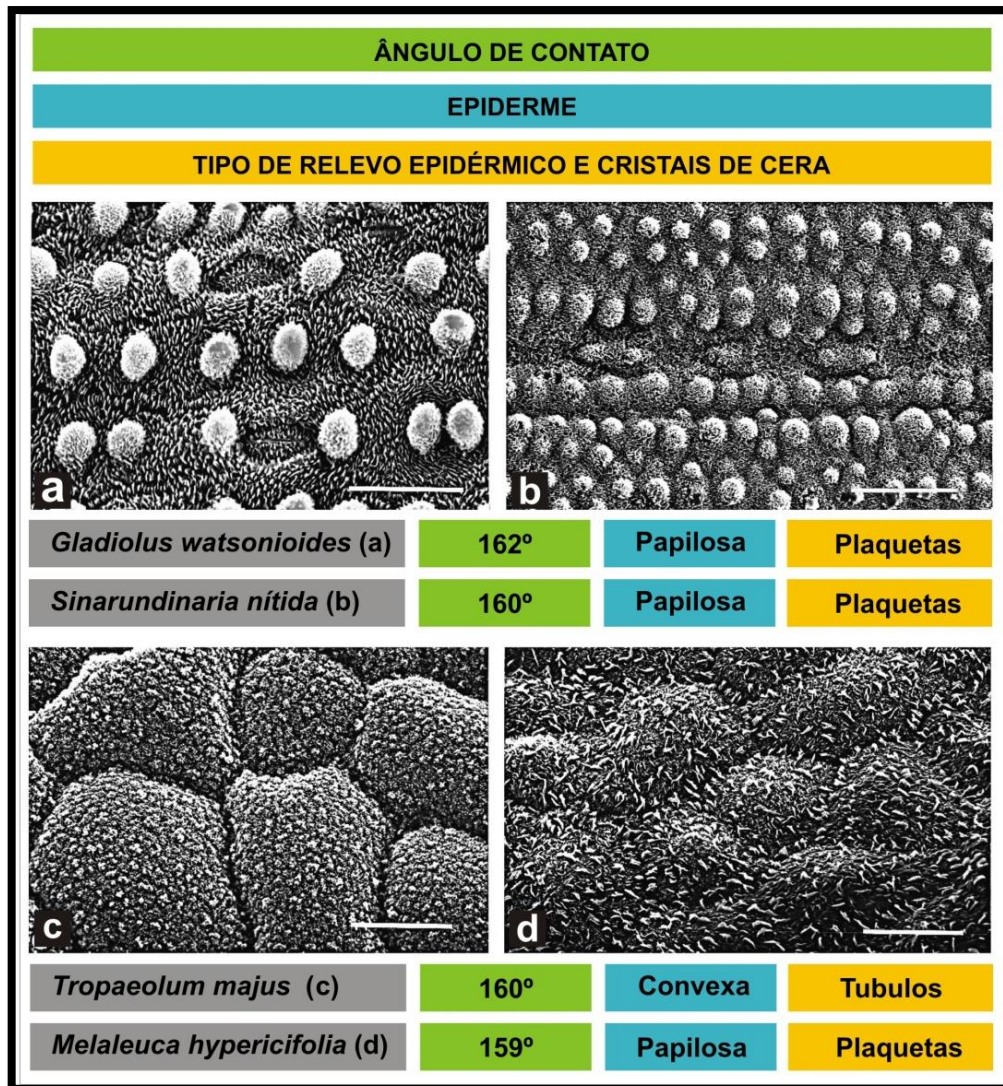 ÂNGULO DE CONTATO
EPIDERME
TIPO DE RELEVO EPIDÉRMICO E CRISTAIS DE CERA
a
b
Gladiolus watsonioides (a) 162º Papilosa Plaquetas
Sinarundinaria nítida (b) 160º Papilosa Plaquetas
c
d
Tropaeolum majus (c) 160º Convexa Tubulos
Melaleuca hypericifolia (d) 159º Papilosa Plaquetas